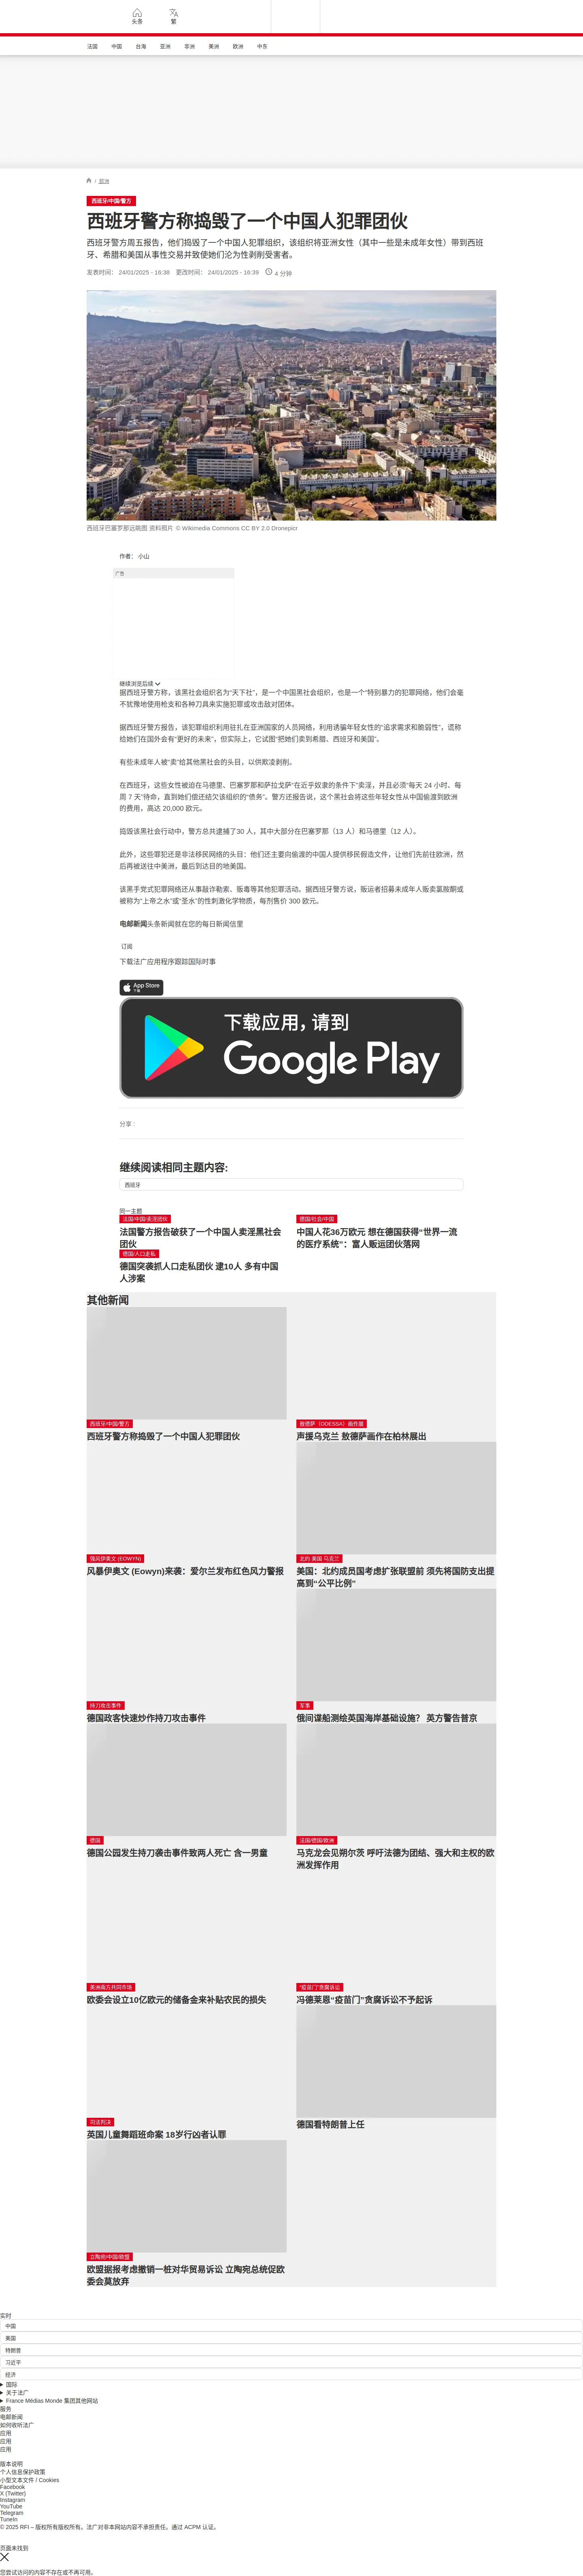 头条
繁
法国
中国
台海
亚洲
非洲
美洲
欧洲
中东
/ 欧洲
西班牙/中国/警方
西班牙警方称捣毁了一个中国人犯罪团伙
西班牙警方周五报告，他们捣毁了一个中国人犯罪组织，该组织将亚洲女性（其中一些是未成年女性）带到西班
牙、希腊和美国从事性交易并致使她们沦为性剥削受害者。
发表时间： 24/01/2025 - 16:38 更改时间： 24/01/2025 - 16:39 4 分钟
西班牙巴塞罗那远眺图 资料照片 © Wikimedia Commons CC BY 2.0 Dronepicr
作者： 小山
广告
继续浏览后续
据西班牙警方称，该黑社会组织名为“天下社”，是一个中国黑社会组织，也是一个“特别暴力的犯罪网络，他们会毫
不犹豫地使用枪支和各种刀具来实施犯罪或攻击敌对团体。
据西班牙警方报告，该犯罪组织利用驻扎在亚洲国家的人员网络，利用诱骗年轻女性的“追求需求和脆弱性”，谎称
给她们在国外会有“更好的未来”，但实际上，它试图“把她们卖到希腊、西班牙和美国”。
有些未成年人被“卖”给其他黑社会的头目，以供欺凌剥削。
在西班牙，这些女性被迫在马德里、巴塞罗那和萨拉戈萨“在近乎奴隶的条件下”卖淫，并且必须“每天 24 小时、每
周 7 天”待命，直到她们偿还结欠该组织的“债务”。警方还报告说，这个黑社会将这些年轻女性从中国偷渡到欧洲
的费用，高达 20,000 欧元。
捣毁该黑社会行动中，警方总共逮捕了30 人，其中大部分在巴塞罗那（13 人）和马德里（12 人）。
此外，这些罪犯还是非法移民网络的头目：他们还主要向偷渡的中国人提供移民假造文件，让他们先前往欧洲，然
后再被送往中美洲，最后到达目的地美国。
该黑手党式犯罪网络还从事敲诈勒索、贩毒等其他犯罪活动。据西班牙警方说，贩运者招募未成年人贩卖氯胺酮或
被称为“上帝之水”或“圣水”的性刺激化学物质，每剂售价 300 欧元。
电邮新闻头条新闻就在您的每日新闻信里
订阅
下载法广应用程序跟踪国际时事
App Store
下载
下载应用，请到
Google Play
分享 :
继续阅读相同主题内容:
西班牙
同一主题
法国/中国/卖淫团伙
法国警方报告破获了一个中国人卖淫黑社会
团伙
德国/社会/中国
中国人花36万欧元 想在德国获得“世界一流
的医疗系统”：富人贩运团伙落网
德国/人口走私
德国突袭抓人口走私团伙 逮10人 多有中国
人涉案
其他新闻
西班牙/中国/警方
西班牙警方称捣毁了一个中国人犯罪团伙
敖德萨（ODESSA）画作展
声援乌克兰 敖德萨画作在柏林展出
强风伊奥文 (EOWYN)
风暴伊奥文 (Eowyn)来袭：爱尔兰发布红色风力警报
北约 美国 乌克兰
美国：北约成员国考虑扩张联盟前 须先将国防支出提
高到“公平比例”
持刀攻击事件
德国政客快速炒作持刀攻击事件
军事
俄间谍船测绘英国海岸基础设施？ 英方警告普京
德国
德国公园发生持刀袭击事件致两人死亡 含一男童
法国/德国/欧洲
马克龙会见朔尔茨 呼吁法德为团结、强大和主权的欧
洲发挥作用
美洲南方共同市场
欧委会设立10亿欧元的储备金来补贴农民的损失
“疫苗门”贪腐诉讼
冯德莱恩“疫苗门”贪腐诉讼不予起诉
司法判决
英国儿童舞蹈班命案 18岁行凶者认罪
德国看特朗普上任
立陶宛/中国/欧盟
欧盟据报考虑撤销一桩对华贸易诉讼 立陶宛总统促欧
委会莫放弃
实时
中国
美国
特朗普
习近平
经济
国际
关于法广
France Médias Monde 集团其他网站
服务
电邮新闻
如何收听法广
应用
应用
应用
版本说明
个人信息保护政策
小型文本文件 / Cookies
Facebook
X (Twitter)
Instagram
YouTube
Telegram
TuneIn
© 2025 RFI – 版权所有版权所有。法广对非本网站内容不承担责任。通过 ACPM 认证。
页面未找到
您尝试访问的内容不存在或不再可用。